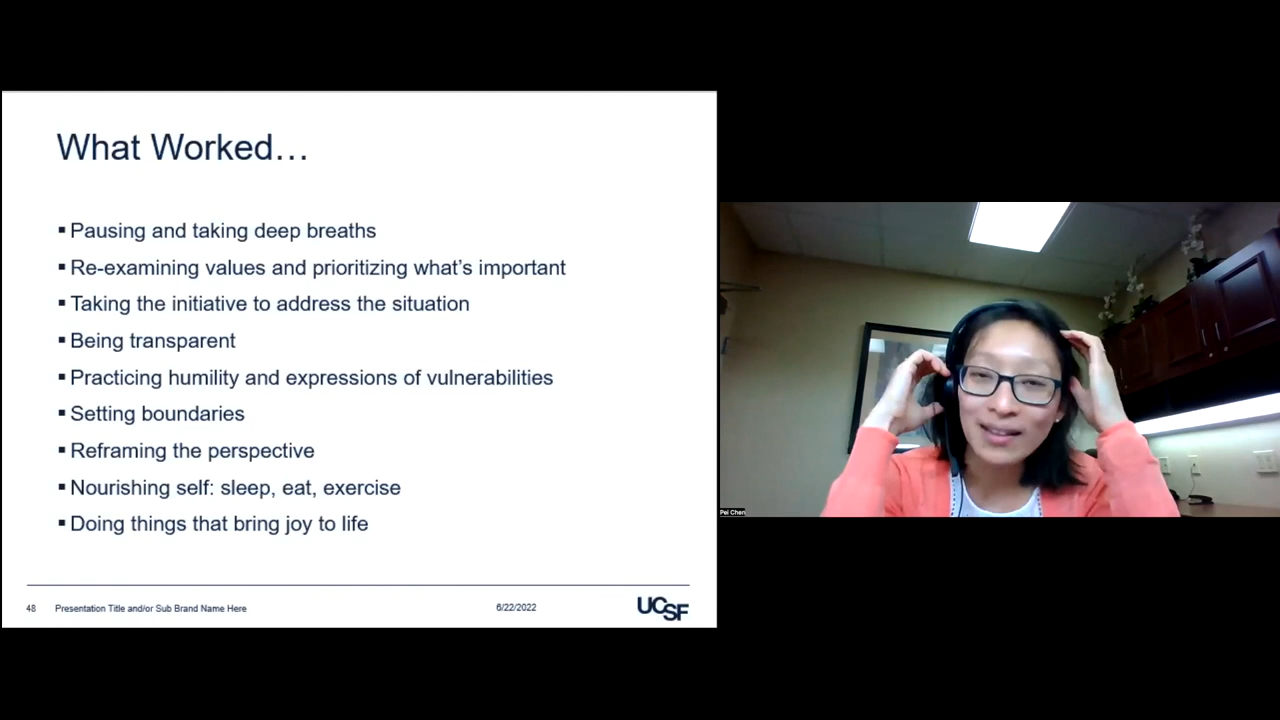 What Worked…
▪ Pausing and taking deep breaths
▪ Re-examining values and prioritizing what's important
▪ Taking the initiative to address the situation
▪ Being transparent
▪ Practicing humility and expressions of vulnerabilities
▪ Setting boundaries
▪ Reframing the perspective
▪ Nourishing self: sleep, eat, exercise
▪ Doing things that bring joy to life
48 Presentation Title and/or Sub Brand Name Here 6/22/2022 UCSF
Pei Chen